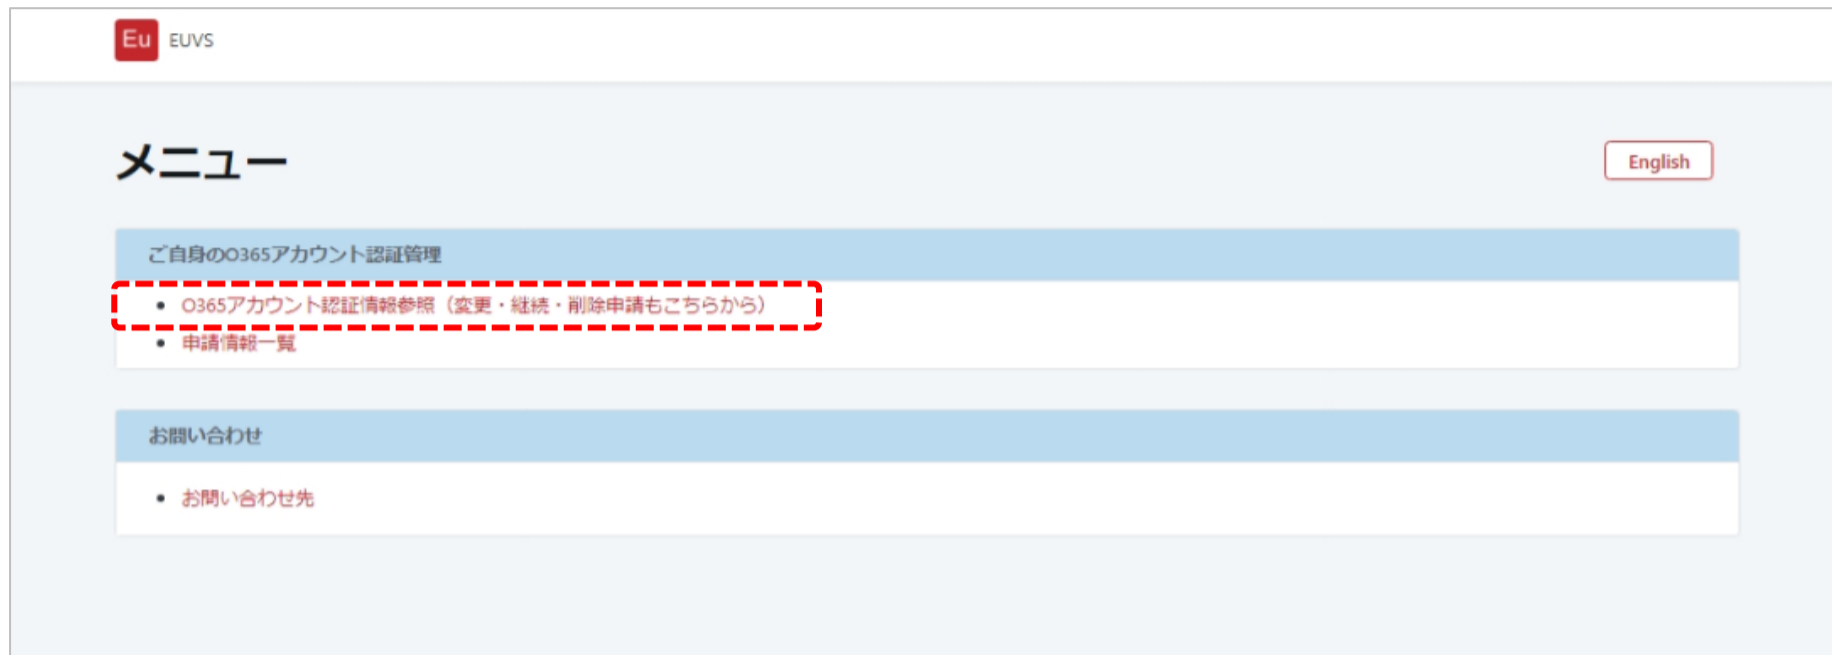 Eu EUVS
メニュー
English
ご自身のO365アカウント認証管理
• O365アカウント認証情報参照（変更・継続・削除申請もこちらから）
• 申請情報一覧
お問い合わせ
• お問い合わせ先